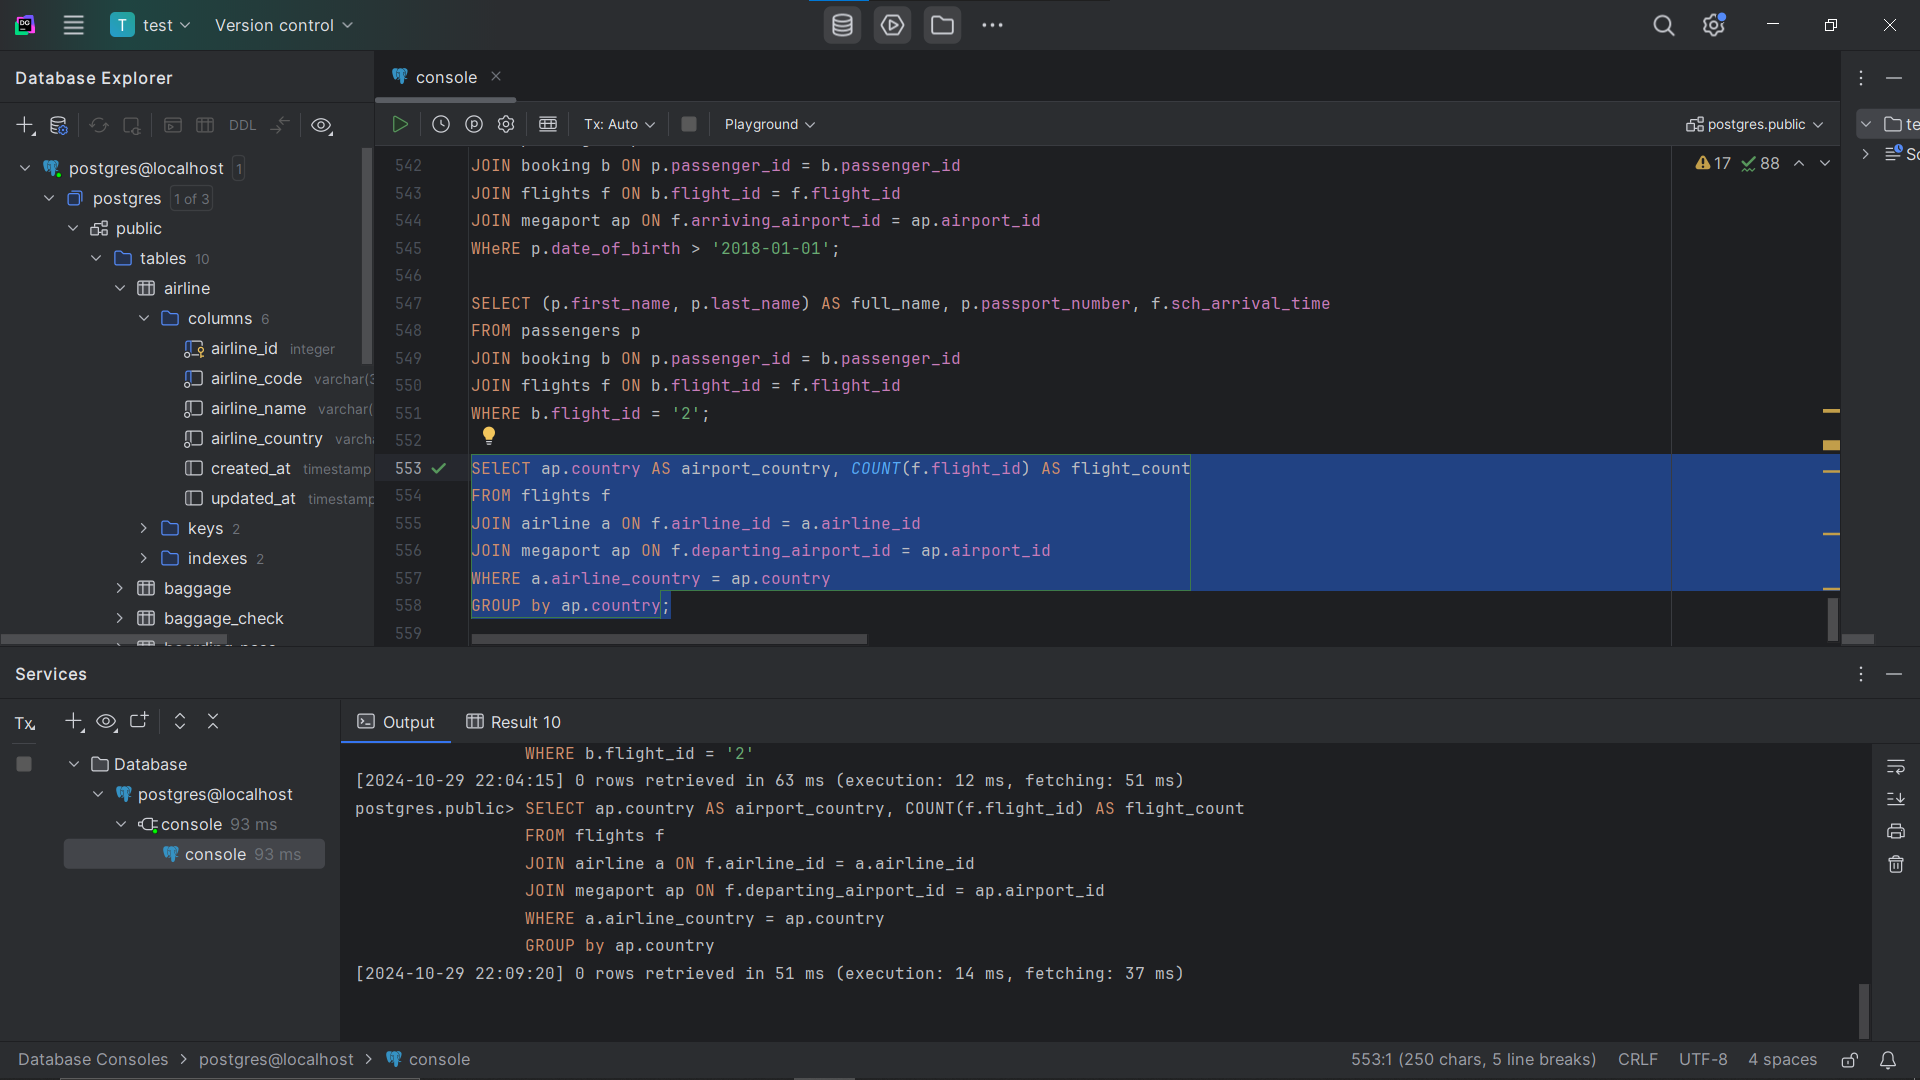 T test Version control
Database Explorer
console
DDL
Tx: Auto Playground postgres.public
postgres@localhost 1
postgres 1 of 3
public
tables 10
airline
columns 6
airline_id integer
airline_code varchar(3
airline_name varchar(
airline_country varch
created_at timestamp
updated_at timestamp
keys 2
indexes 2
baggage
baggage_check
17 88
te
Sc
542 JOIN booking b ON p.passenger_id = b.passenger_id
543 JOIN flights f ON b.flight_id = f.flight_id
544 JOIN megaport ap ON f.arriving_airport_id = ap.airport_id
545 WHeRE p.date_of_birth > '2018-01-01';
546
547 SELECT (p.first_name, p.last_name) AS full_name, p.passport_number, f.sch_arrival_time
548 FROM passengers p
549 JOIN booking b ON p.passenger_id = b.passenger_id
550 JOIN flights f ON b.flight_id = f.flight_id
551 WHERE b.flight_id = '2';
552
553 SELECT ap.country AS airport_country, COUNT(f.flight_id) AS flight_count
554 FROM flights f
555 JOIN airline a ON f.airline_id = a.airline_id
556 JOIN megaport ap ON f.departing_airport_id = ap.airport_id
557 WHERE a.airline_country = ap.country
558 GROUP by ap.country;
559
Services
Tx
Database
postgres@localhost
console 93 ms
console 93 ms
Output Result 10
WHERE b.flight_id = '2'
[2024-10-29 22:04:15] 0 rows retrieved in 63 ms (execution: 12 ms, fetching: 51 ms)
postgres.public> SELECT ap.country AS airport_country, COUNT(f.flight_id) AS flight_count
FROM flights f
JOIN airline a ON f.airline_id = a.airline_id
JOIN megaport ap ON f.departing_airport_id = ap.airport_id
WHERE a.airline_country = ap.country
GROUP by ap.country
[2024-10-29 22:09:20] 0 rows retrieved in 51 ms (execution: 14 ms, fetching: 37 ms)
Database Consoles > postgres@localhost > console
553:1 (250 chars, 5 line breaks) CRLF UTF-8 4 spaces